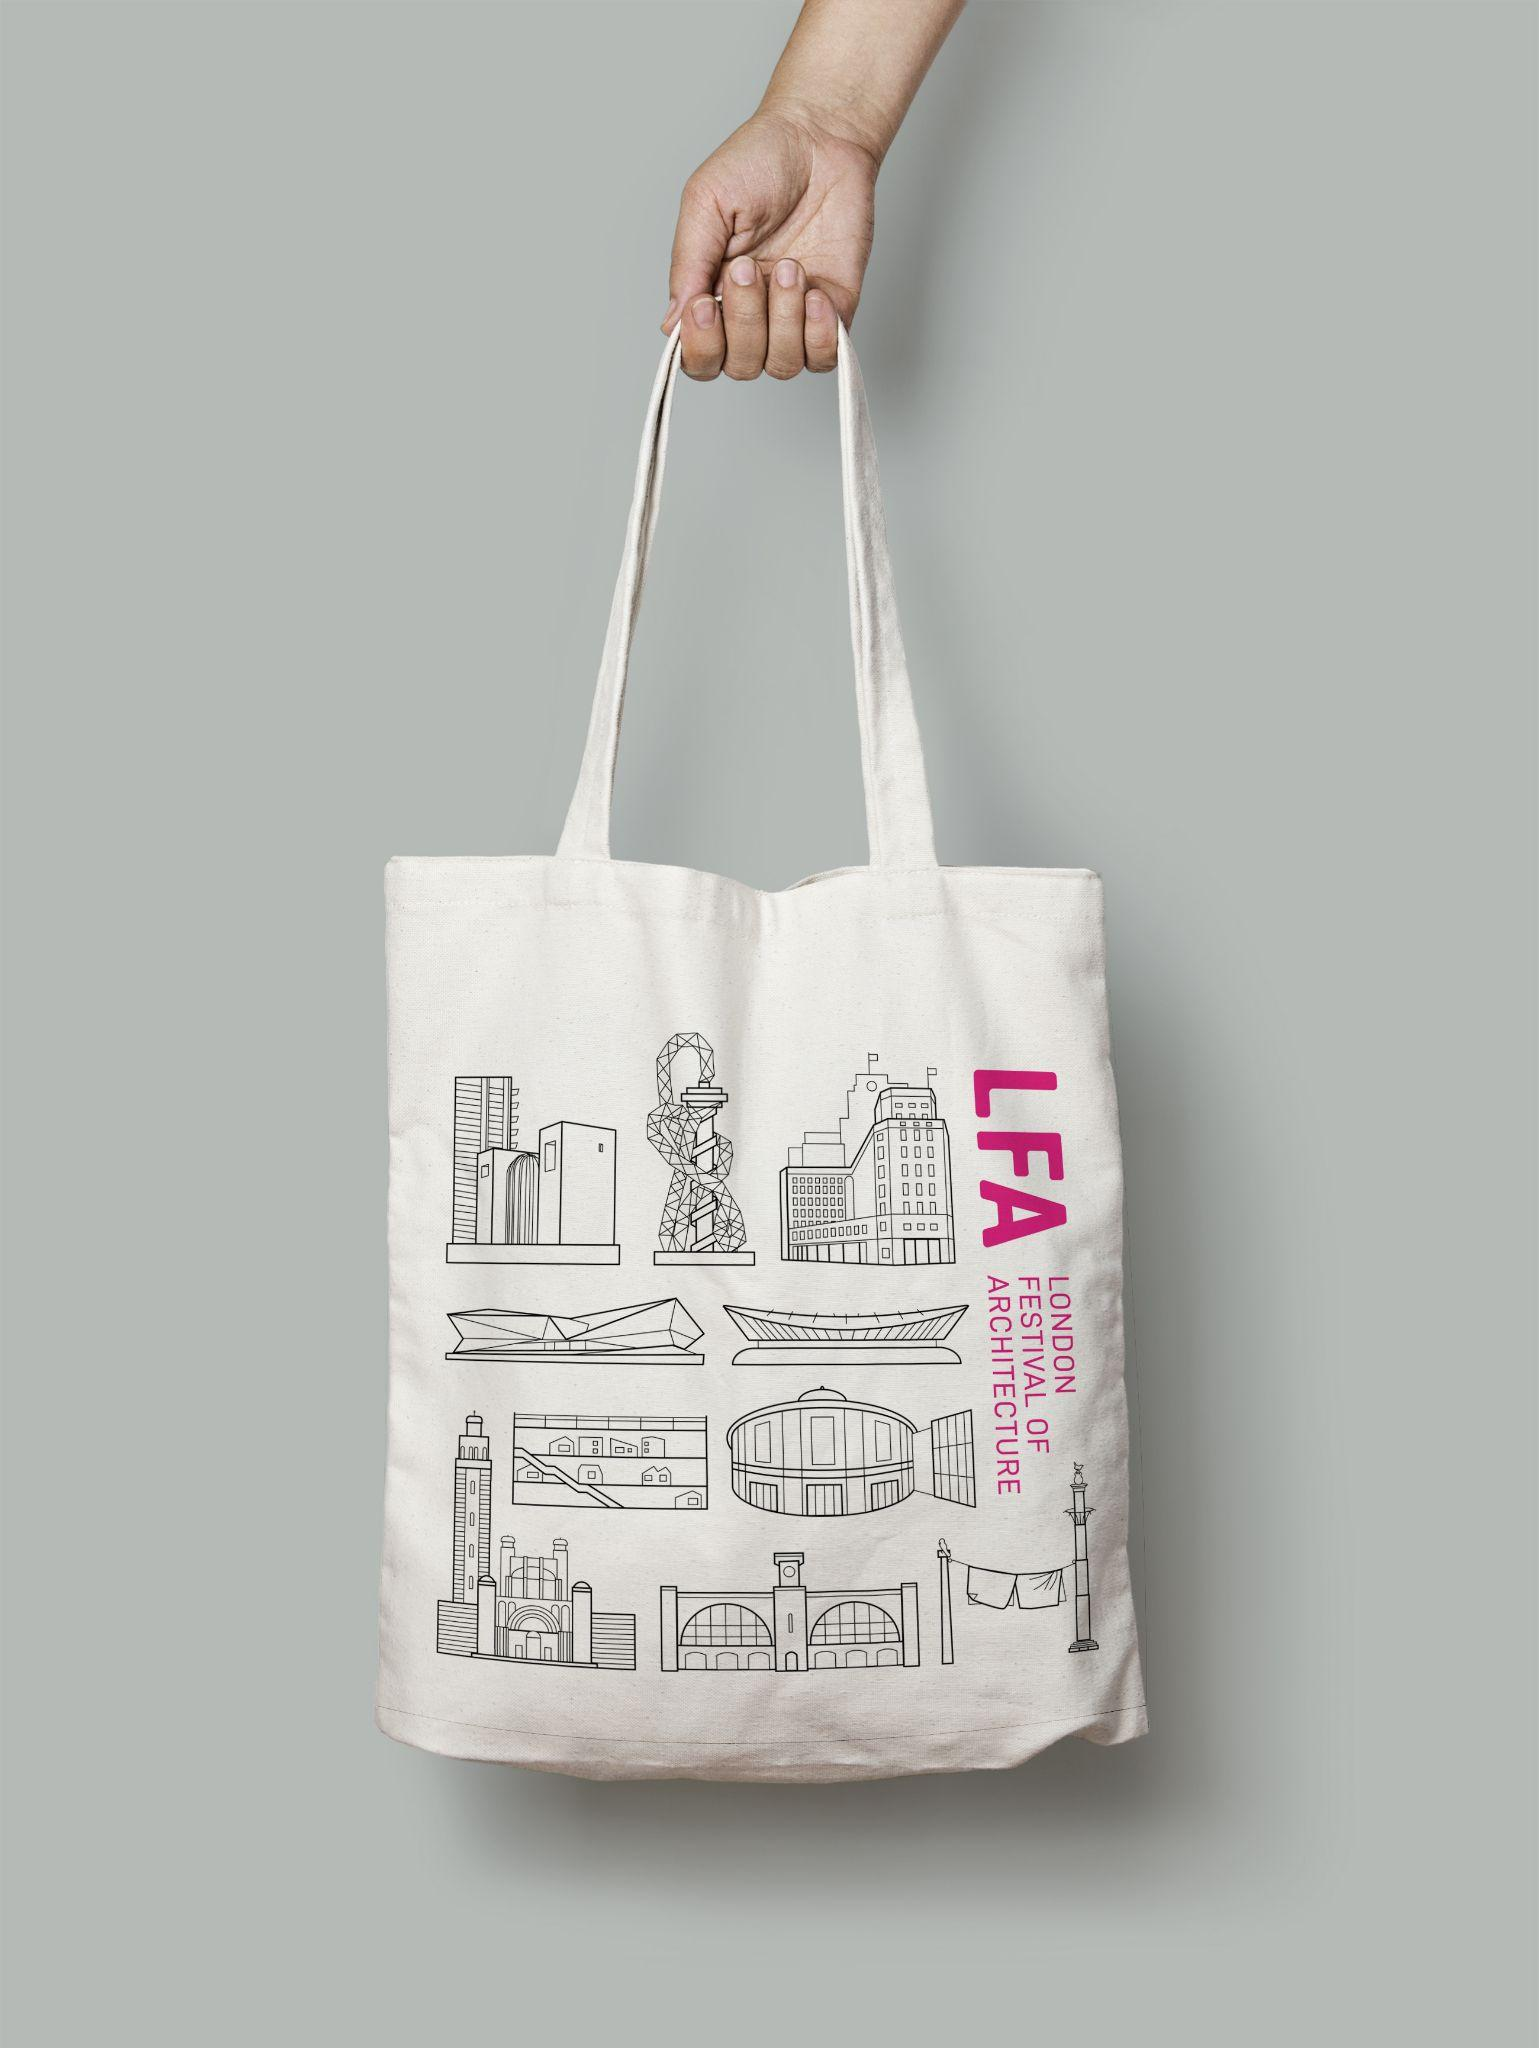 LFA
LONDON
FESTIVAL OF
ARCHITECTURE